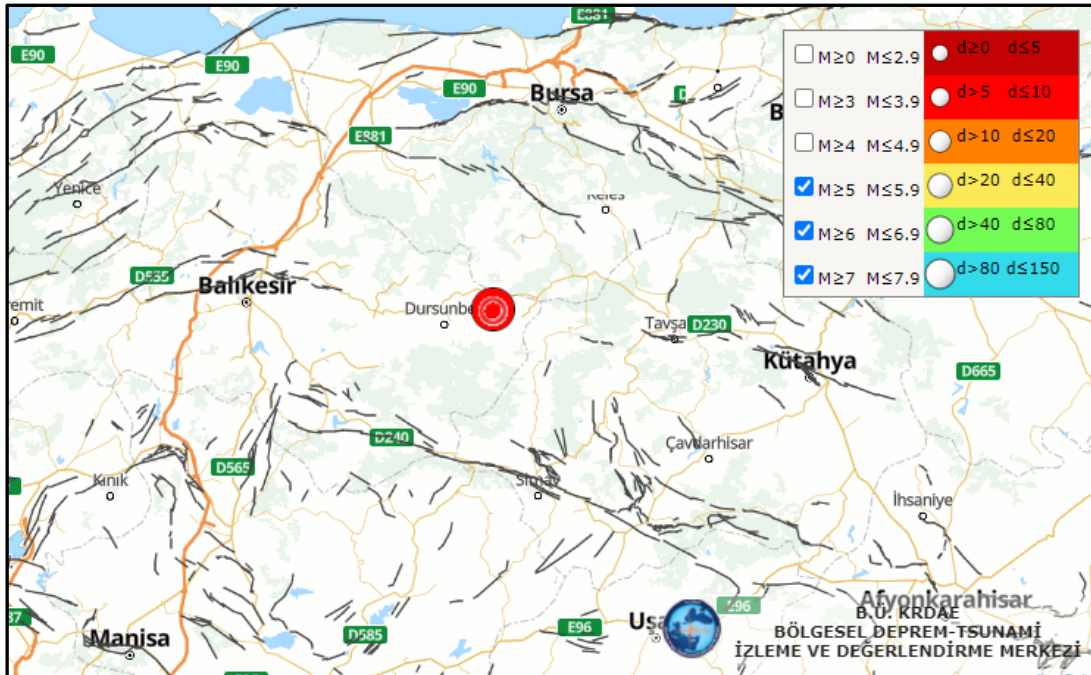 E881
E90
E90
E90
Bursa
E881
Yenice
D565
Balıkesir
Dursunbe
Tavşa
D230
Kütahya
D665
D240
Çavdarhisar
D565
Kınık
Simav
İhsaniye
Manisa
D585
E96
Uşa
E96
Afyonkarahisar
M≥0 M≤2.9 d≥0 d≤5
M≥3 M≤3.9 d>5 d≤10
M≥4 M≤4.9 d>10 d≤20
M≥5 M≤5.9 d>20 d≤40
M≥6 M≤6.9 d>40 d≤80
M≥7 M≤7.9 d>80 d≤150
B.Ü. KRDAE
BÖLGESEL DEPREM-TSUNAMİ
İZLEME VE DEĞERLENDİRME MERKEZİ